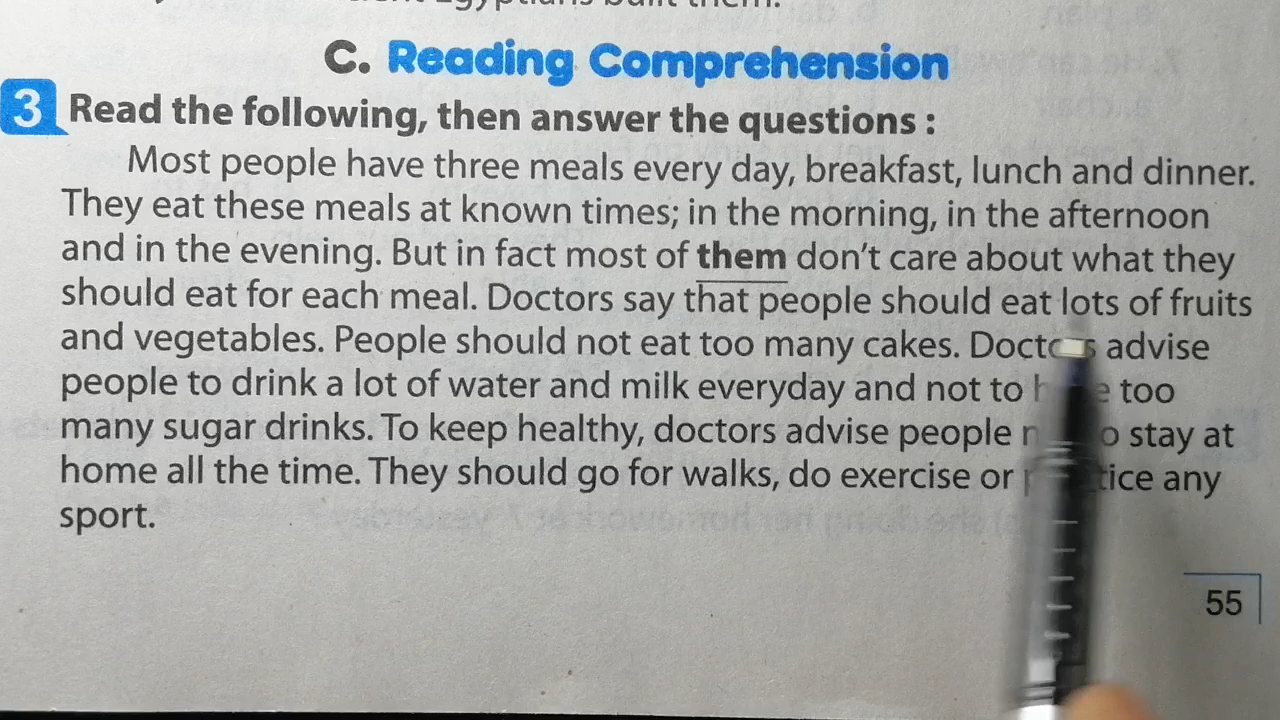 Egyptians built them.
C. Reading Comprehension
3 Read the following, then answer the questions :
Most people have three meals every day, breakfast, lunch and dinner.
They eat these meals at known times; in the morning, in the afternoon
and in the evening. But in fact most of them don't care about what they
should eat for each meal. Doctors say that people should eat lots of fruits
and vegetables. People should not eat too many cakes. Doctors advise
people to drink a lot of water and milk everyday and not to too
many sugar drinks. To keep healthy, doctors advise people stay at
home all the time. They should go for walks, do exercise or any
sport.
55